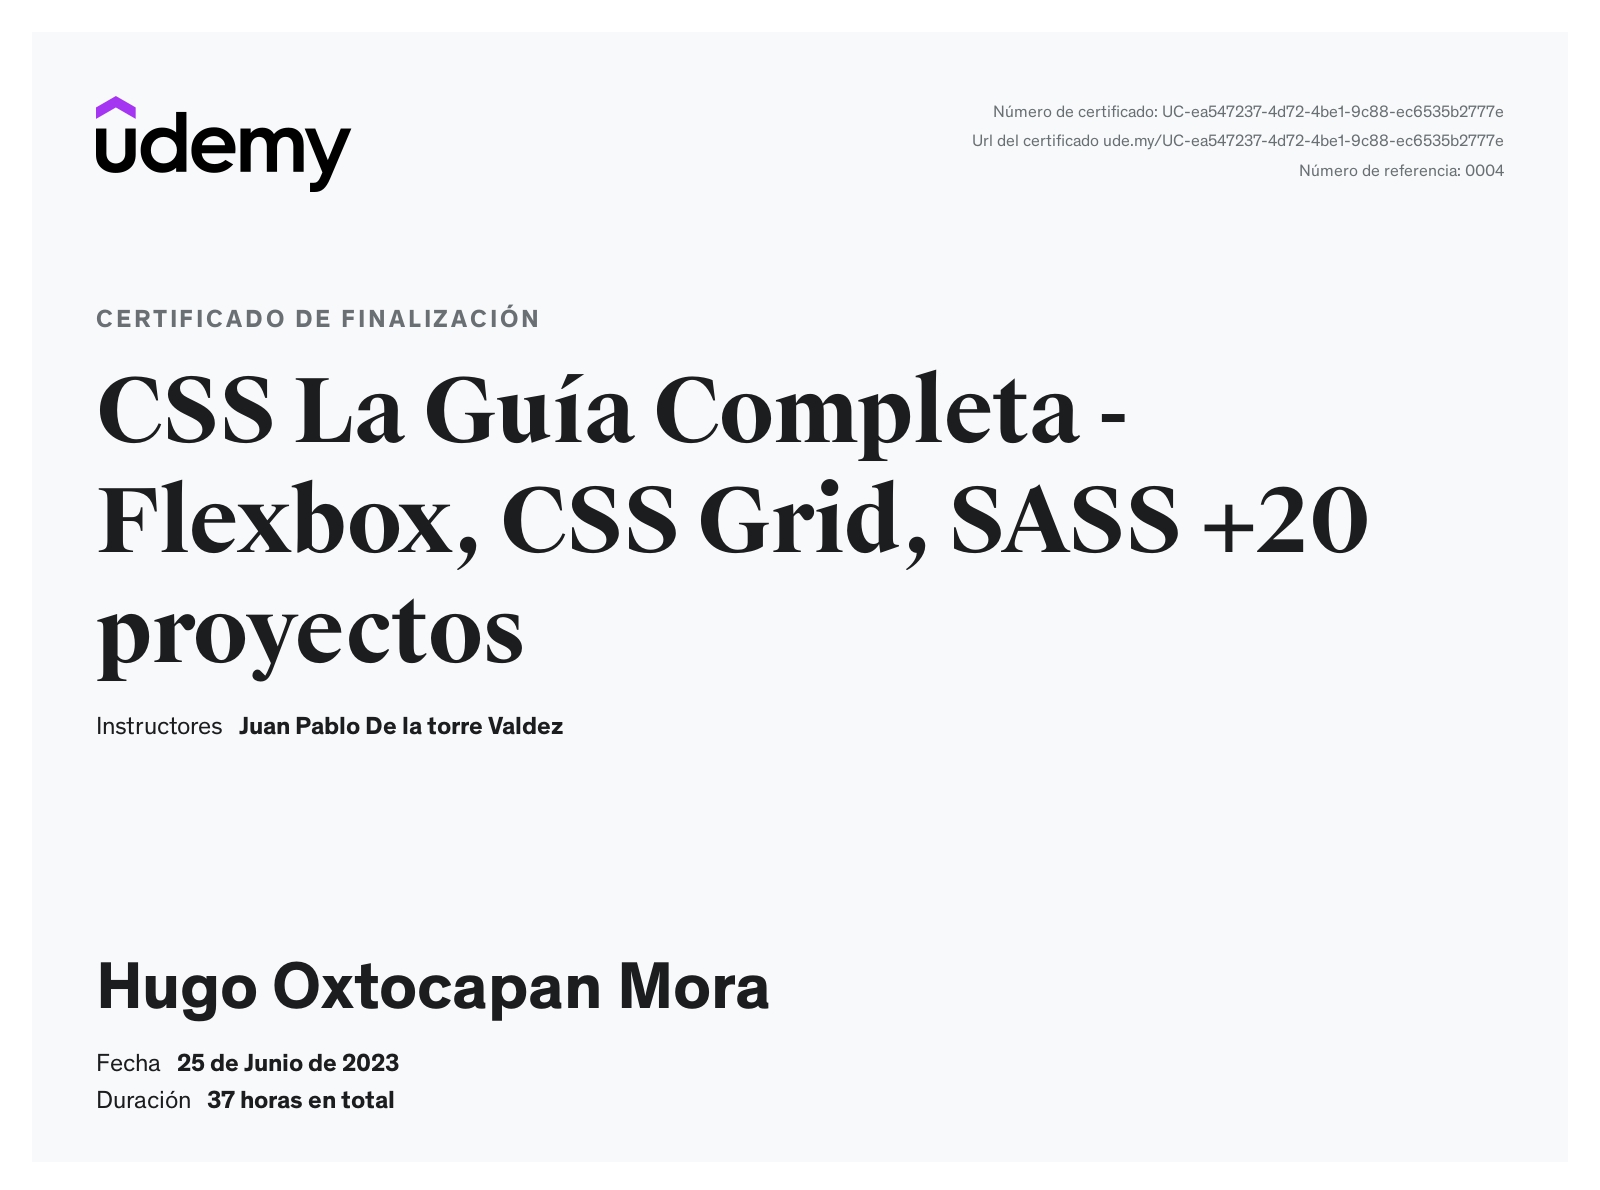 udemy
Número de certificado: UC-ea547237-4d72-4be1-9c88-ec6535b2777e
Url del certificado ude.my/UC-ea547237-4d72-4be1-9c88-ec6535b2777e
Número de referencia: 0004
CERTIFICADO DE FINALIZACIÓN
CSS La Guía Completa -
Flexbox, CSS Grid, SASS +20
proyectos
Instructores Juan Pablo De la torre Valdez
Hugo Oxtocapan Mora
Fecha 25 de Junio de 2023
Duración 37 horas en total